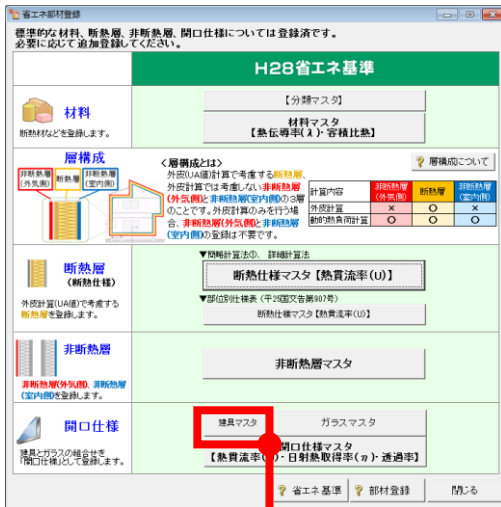 省エネ部材登録
標準的な材料、断熱層、非断熱層、開口仕様については登録済です。
必要に応じて追加登録してください。
H28省エネ基準
材料
断熱材などを登録します。
【分類マスタ】
材料マスタ
【熱伝導率(λ)・容積比熱】
層構成
非断熱層
(外気側)
断熱層
非断熱層
(室内側)
<層構成とは>
外皮(UA値)計算で考慮する断熱層、
外皮計算では考慮しない非断熱層
(外気側)と非断熱層(室内側)の3層
のことです。外皮計算のみを行う場
合、非断熱層(外気側)と非断熱層
(室内側)の登録は不要です。
? 層構成について
計算内容 非断熱層(外気側) 断熱層 非断熱層(室内側)
外皮計算 × ○ ×
動的熱負荷計算 ○ ○ ○
断熱層
(断熱仕様)
外皮計算(UA値)で考慮する
断熱層を登録します。
▼簡略計算法①、詳細計算法
断熱仕様マスタ【熱貫流率(U)】
▼部位別仕様表(平25国交告第907号)
断熱仕様マスタ【熱貫流率(U)】
非断熱層
非断熱層(外気側)、非断熱層
(室内側)を登録します。
非断熱層マスタ
開口仕様
建具とガラスの組合せを
「開口仕様」として登録します。
建具マスタ
ガラスマスタ
開口仕様マスタ
【熱貫流率( )・日射熱取得率(η)・透過率】
? 省エネ基準
? 部材登録
閉じる